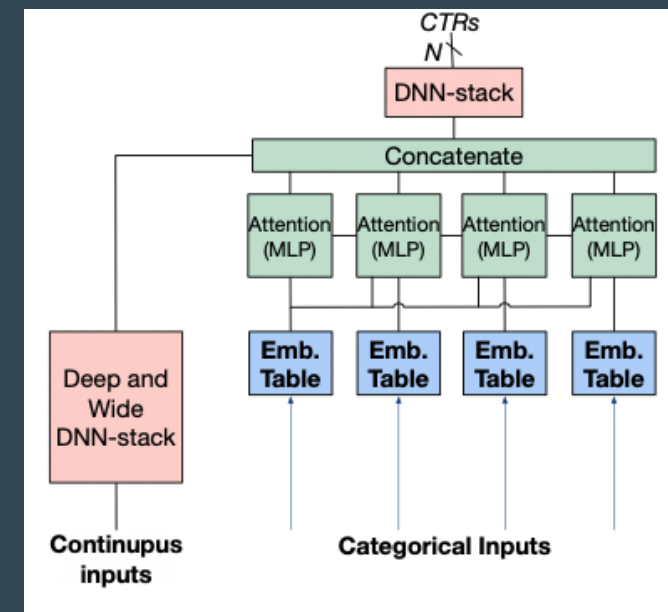 CTRs
N
DNN-stack
Concatenate
Attention
(MLP)
Attention
(MLP)
Attention
(MLP)
Attention
(MLP)
Emb.
Table
Emb.
Table
Emb.
Table
Emb.
Table
Deep and
Wide
DNN-stack
Continupus
inputs
Categorical Inputs